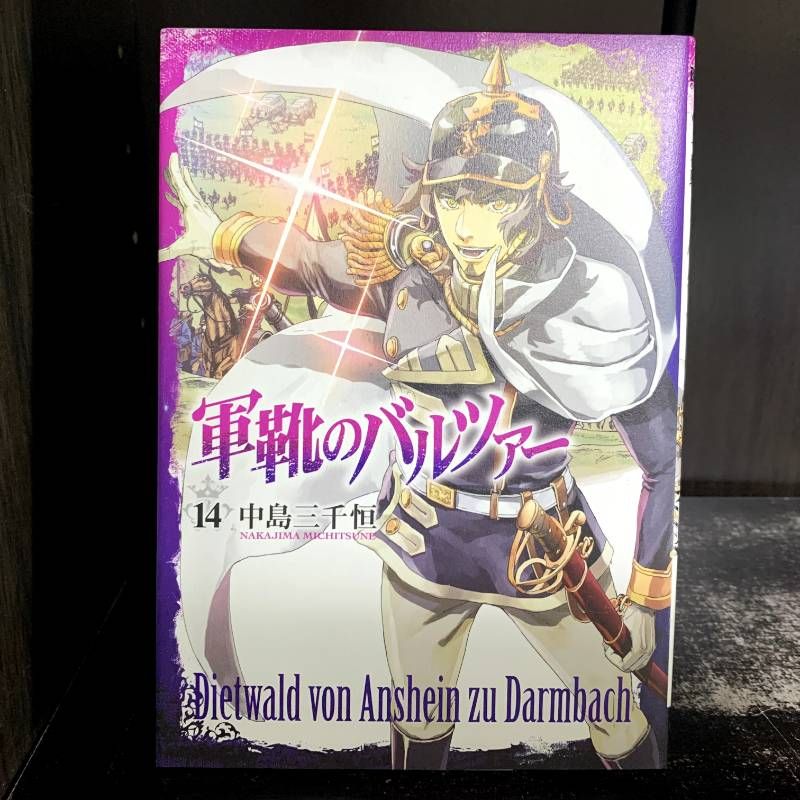 軍靴のバルツァー
14 中島三千恒
NAKAJIMA MICHITSUNE
Dietwald von Anshein zu Darmbach